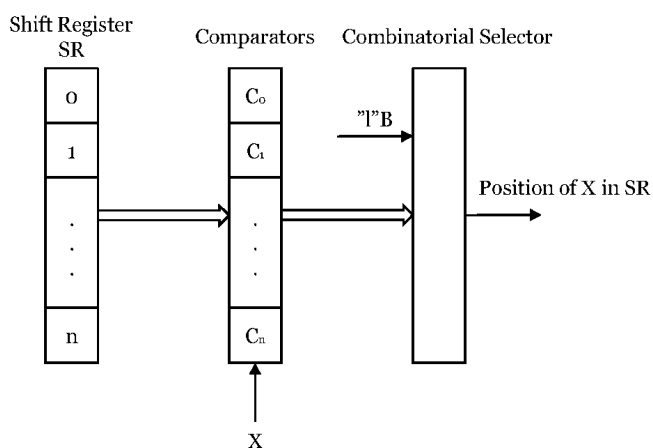 Shift Register
SR
Comparators
Combinatorial Selector
0
1
.
.
.
n
C₀
C₁
.
.
.
Cₙ
"l"B
Position of X in SR
X